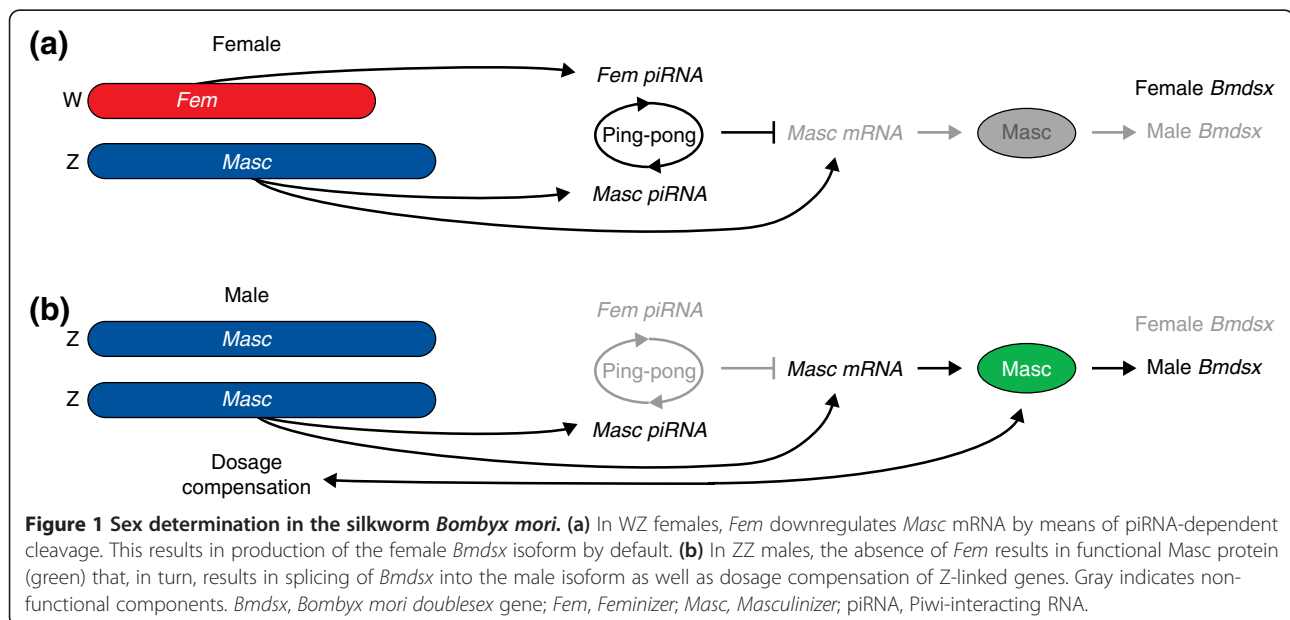 (a)
Female
W
Fem
Z
Masc
Fem piRNA
Ping-pong
Masc piRNA
Masc mRNA
Masc
Female Bmdsx
Male Bmdsx
(b)
Male
Z
Masc
Z
Masc
Fem piRNA
Ping-pong
Masc piRNA
Masc mRNA
Masc
Female Bmdsx
Male Bmdsx
Dosage
compensation
Figure 1 Sex determination in the silkworm Bombyx mori. (a) In WZ females, Fem downregulates Masc mRNA by means of piRNA-dependent
cleavage. This results in production of the female Bmdsx isoform by default. (b) In ZZ males, the absence of Fem results in functional Masc protein
(green) that, in turn, results in splicing of Bmdsx into the male isoform as well as dosage compensation of Z-linked genes. Gray indicates non-
functional components. Bmdsx, Bombyx mori doublesex gene; Fem, Feminizer; Masc, Masculinizer; piRNA, Piwi-interacting RNA.